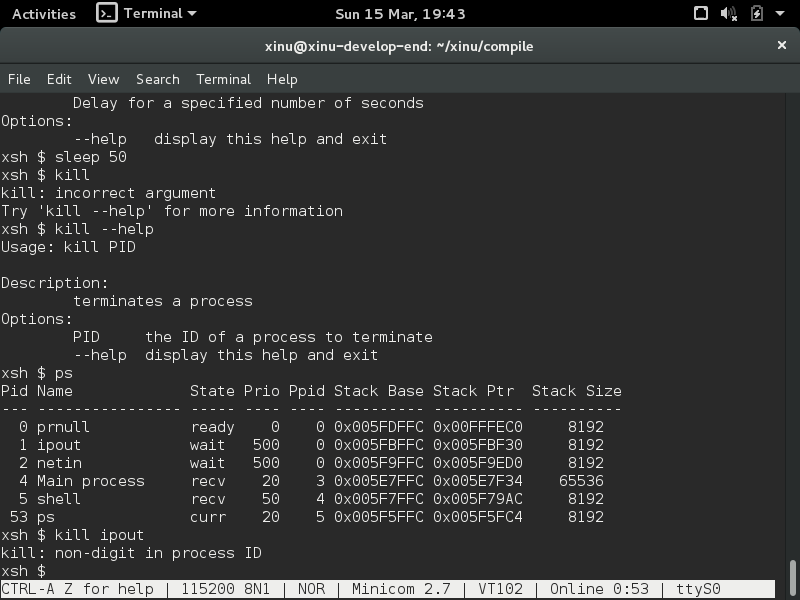 Activities Terminal Sun 15 Mar, 19:43
xinu@xinu-develop-end: ~/xinu/compile ×
File Edit View Search Terminal Help
        Delay for a specified number of seconds
Options:
        --help   display this help and exit
xsh $ sleep 50
xsh $ kill
kill: incorrect argument
Try 'kill --help' for more information
xsh $ kill --help
Usage: kill PID

Description:
        terminates a process
Options:
        PID     the ID of a process to terminate
        --help  display this help and exit
xsh $ ps
Pid Name             State Prio Ppid Stack Base Stack Ptr  Stack Size
--- ---------------- ----- ---- ---- ---------- ---------- ----------
  0 prnull           ready    0    0 0x005FDFFC 0x00FFFEC0     8192
  1 ipout            wait   500    0 0x005FBFFC 0x005FBF30     8192
  2 netin            wait   500    0 0x005F9FFC 0x005F9ED0     8192
  4 Main process     recv    20    3 0x005E7FFC 0x005E7F34    65536
  5 shell            recv    50    4 0x005F7FFC 0x005F79AC     8192
 53 ps               curr    20    5 0x005F5FFC 0x005F5FC4     8192
xsh $ kill ipout
kill: non-digit in process ID
xsh $
CTRL-A Z for help | 115200 8N1 | NOR | Minicom 2.7 | VT102 | Online 0:53 | ttyS0